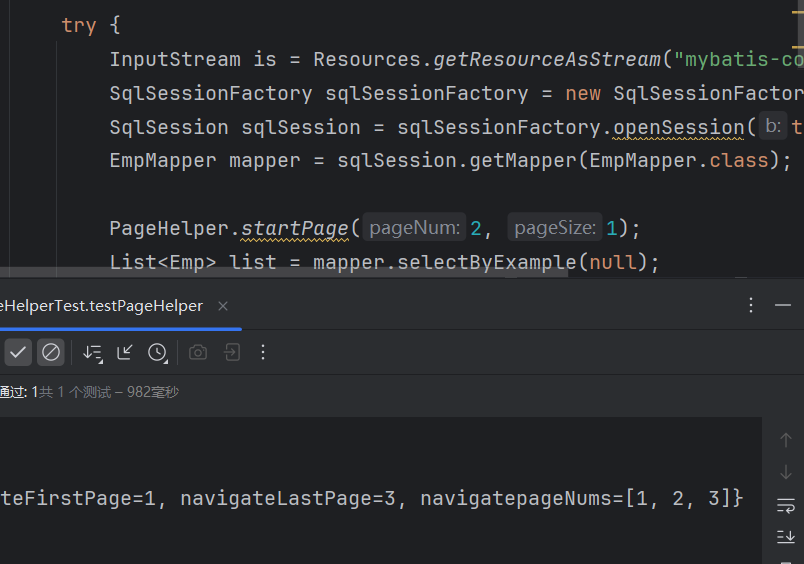 try {
InputStream is = Resources.getResourceAsStream("mybatis-co
SqlSessionFactory sqlSessionFactory = new SqlSessionFactor
SqlSession sqlSession = sqlSessionFactory.openSession( b: t
EmpMapper mapper = sqlSession.getMapper(EmpMapper.class);
PageHelper.startPage( pageNum: 2, pageSize: 1);
List<Emp> list = mapper.selectByExample(null);
eHelperTest.testPageHelper
通过: 1共 1 个测试 – 982毫秒
teFirstPage=1, navigateLastPage=3, navigatepageNums=[1, 2, 3]}